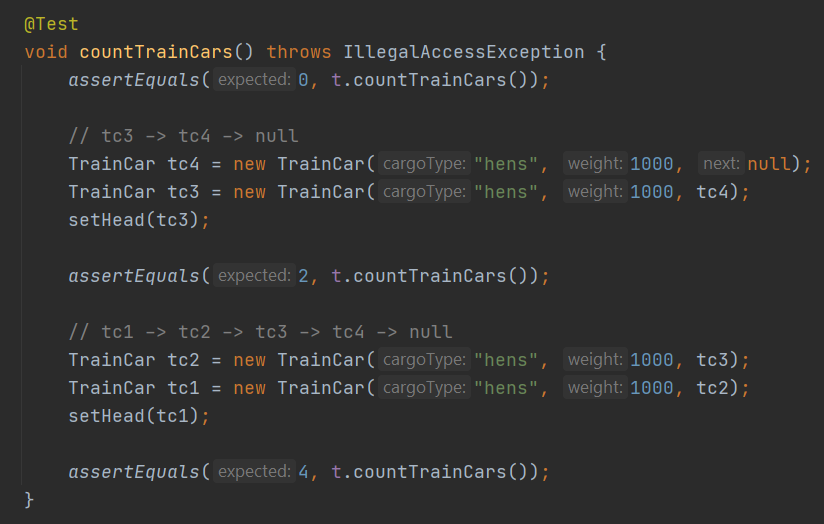 @Test
void countTrainCars() throws IllegalAccessException {
    assertEquals( expected: 0, t.countTrainCars());

    // tc3 -> tc4 -> null
    TrainCar tc4 = new TrainCar( cargoType: "hens", weight: 1000, next: null);
    TrainCar tc3 = new TrainCar( cargoType: "hens", weight: 1000, tc4);
    setHead(tc3);

    assertEquals( expected: 2, t.countTrainCars());

    // tc1 -> tc2 -> tc3 -> tc4 -> null
    TrainCar tc2 = new TrainCar( cargoType: "hens", weight: 1000, tc3);
    TrainCar tc1 = new TrainCar( cargoType: "hens", weight: 1000, tc2);
    setHead(tc1);

    assertEquals( expected: 4, t.countTrainCars());
}